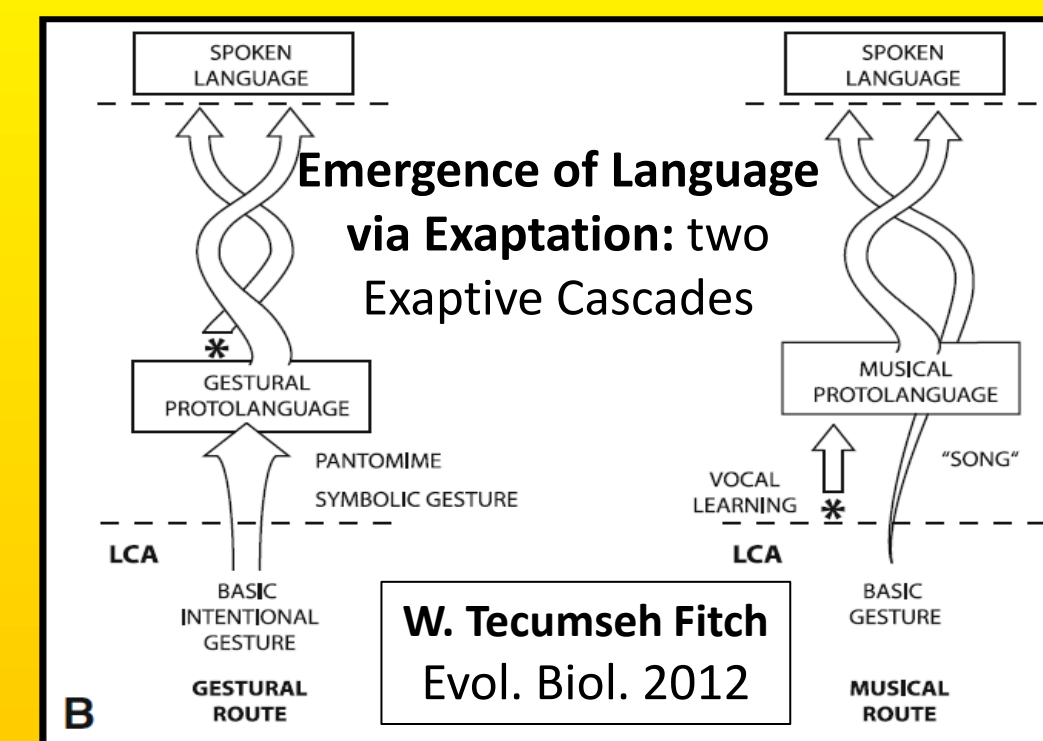 SPOKEN
LANGUAGE
SPOKEN
LANGUAGE
Emergence of Language
via Exaptation: two
Exaptive Cascades
*
GESTURAL
PROTOLANGUAGE
MUSICAL
PROTOLANGUAGE
PANTOMIME
SYMBOLIC GESTURE
VOCAL
LEARNING
*
"SONG"
LCA
LCA
BASIC
INTENTIONAL
GESTURE
BASIC
GESTURE
W. Tecumseh Fitch
Evol. Biol. 2012
B
GESTURAL
ROUTE
MUSICAL
ROUTE